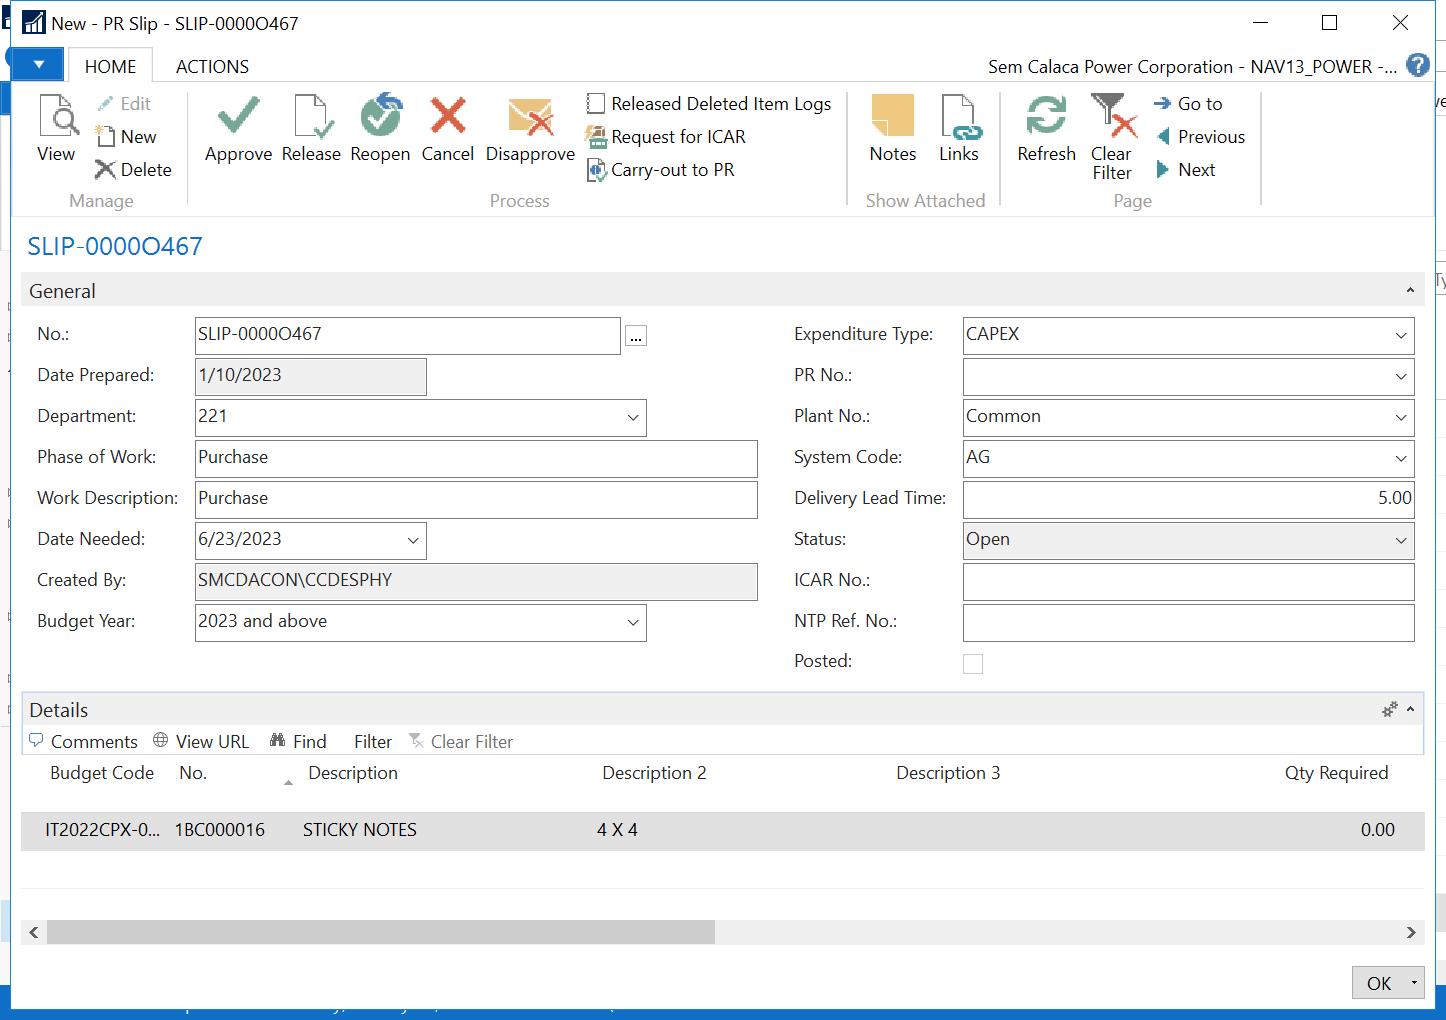 New - PR Slip - SLIP-0000O467
HOME ACTIONS Sem Calaca Power Corporation - NAV13_POWER -...
View
Edit
New
Delete
Manage
Approve Release Reopen Cancel Disapprove
Released Deleted Item Logs
Request for ICAR
Carry-out to PR
Process
Notes Links
Show Attached
Refresh Clear Filter
Go to
Previous
Next
Page
SLIP-0000O467
General
No.: SLIP-0000O467 ...
Date Prepared: 1/10/2023
Department: 221
Phase of Work: Purchase
Work Description: Purchase
Date Needed: 6/23/2023
Created By: SMCDACON\CCDESPHY
Budget Year: 2023 and above
Expenditure Type: CAPEX
PR No.:
Plant No.: Common
System Code: AG
Delivery Lead Time: 5.00
Status: Open
ICAR No.:
NTP Ref. No.:
Posted:
Details
Comments View URL Find Filter Clear Filter
Budget Code No. Description Description 2 Description 3 Qty Required
IT2022CPX-0... 1BC000016 STICKY NOTES 4 X 4 0.00
OK